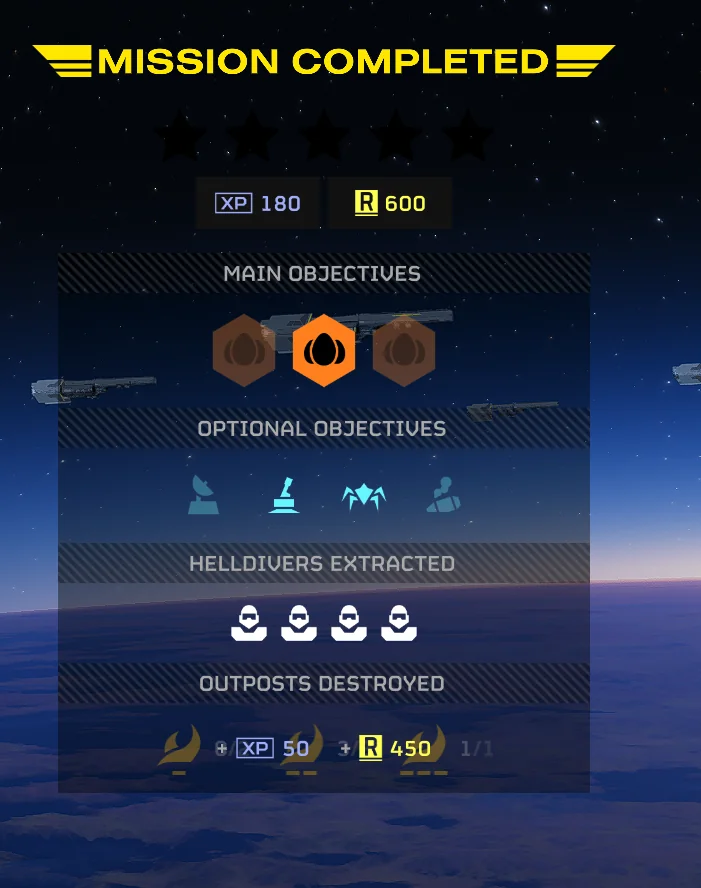 MISSION COMPLETED
XP 180 R 600
MAIN OBJECTIVES
OPTIONAL OBJECTIVES
HELLDIVERS EXTRACTED
OUTPOSTS DESTROYED
+ XP 50 + R 450 1/1